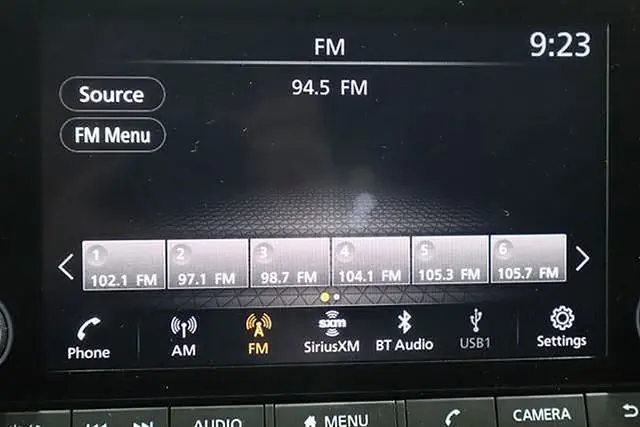 FM
9:23
94.5 FM
Source
FM Menu
1
2
3
4
5
6
102.1 FM
97.1 FM
98.7 FM
104.1 FM
105.3 FM
105.7 FM
Phone
AM
FM
sxm
SiriusXM
BT Audio
USB1
Settings
AUDIO
MENU
CAMERA